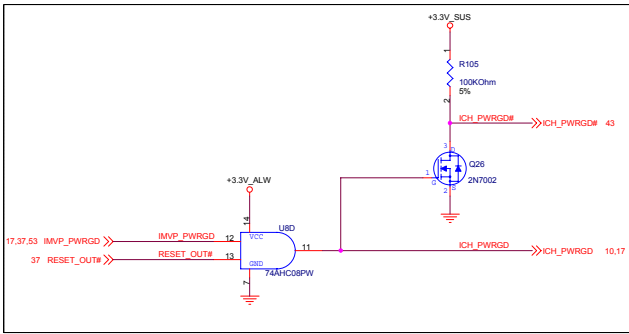 +3.3V_SUS
1
R105
100KOhm
5%
2
ICH_PWRGD# ICH_PWRGD# 43
3 D
Q26
1 G
2N7002
2 S
+3.3V_ALW
14
U8D
VCC
17,37,53 IMVP_PWRGD IMVP_PWRGD 12
11
ICH_PWRGD ICH_PWRGD 10,17
37 RESET_OUT# RESET_OUT# 13
GND
74AHC08PW
7